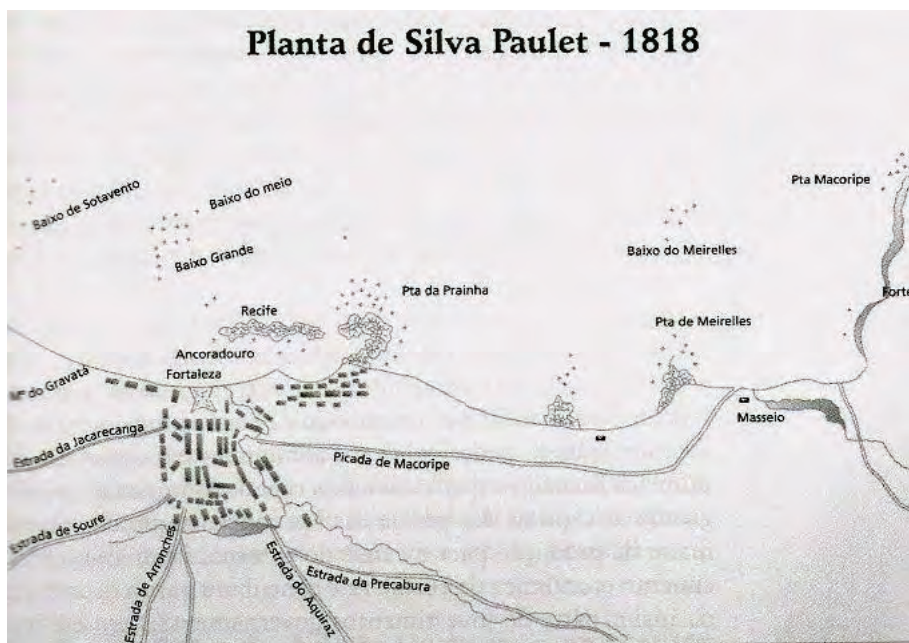 Planta de Silva Paulet - 1818
Pta Macoripe
Baixo de Sotavento
Baixo do meio
Baixo do Meirelles
Baixo Grande
Pta da Prainha
Forte
Recife
Pta de Meirelles
Ancoradouro
Fortaleza
do Gravatá
Masseio
Estrada da Jacarecanga
Picada de Macoripe
Estrada de Soure
Estrada de Arronches
Estrada do Aquiraz
Estrada da Precabura